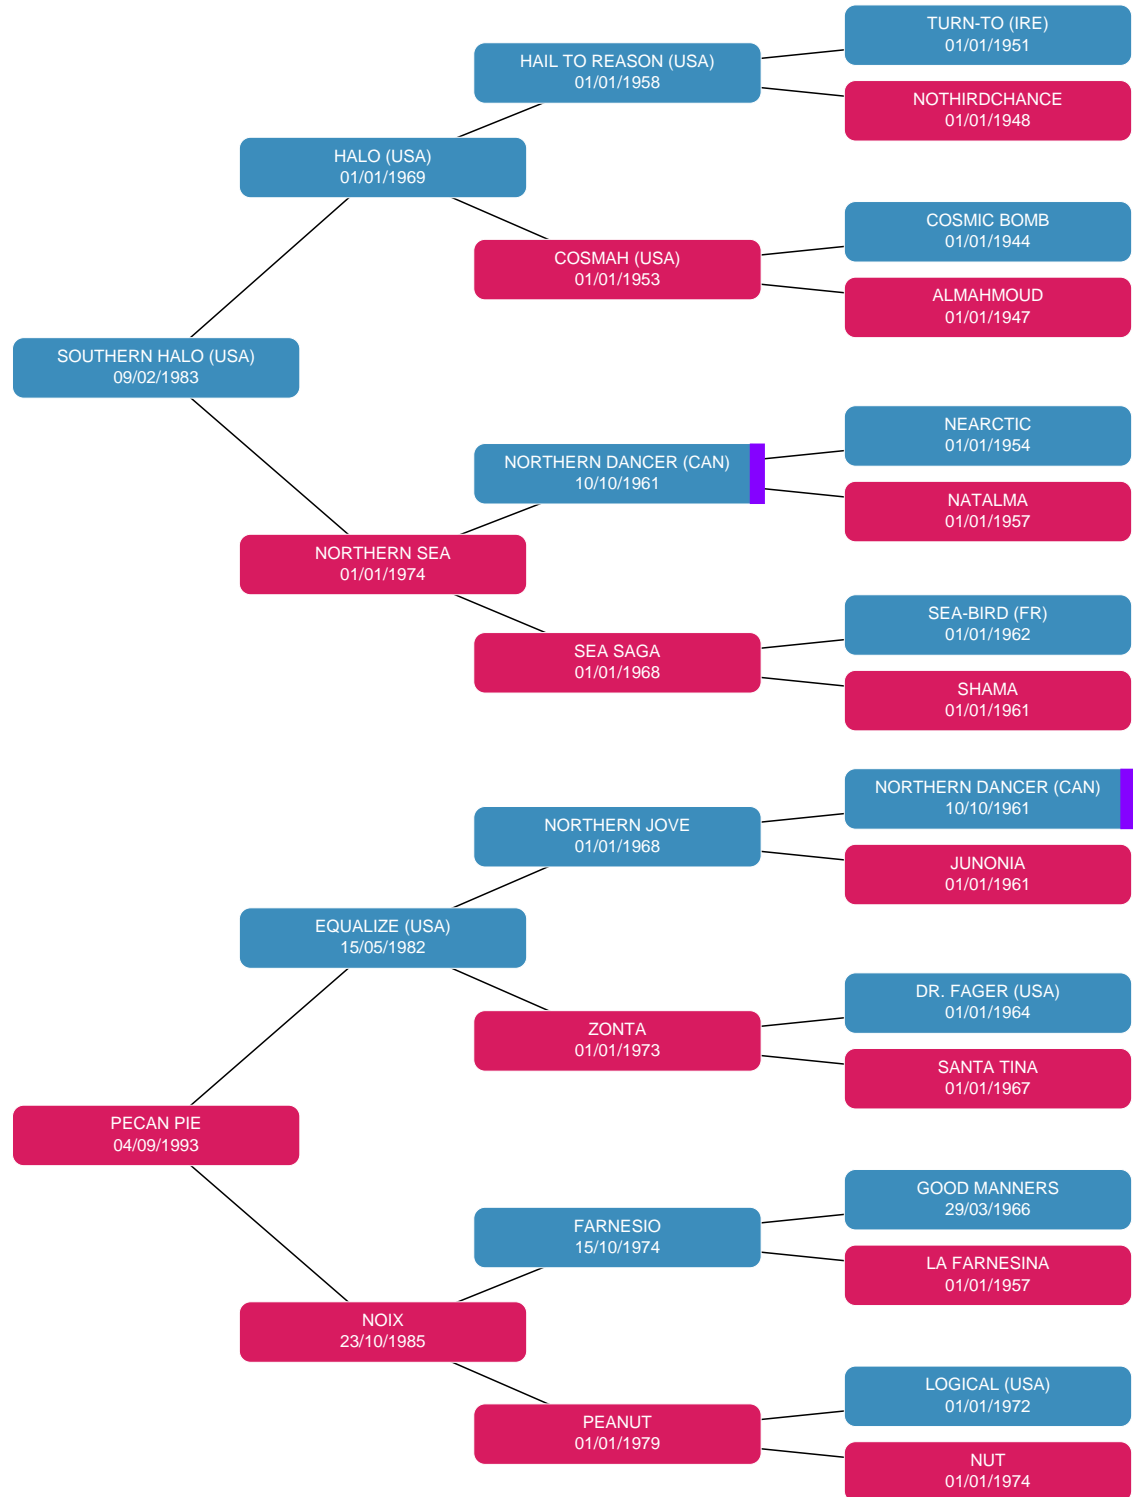 TURN-TO (IRE)
01/01/1951
HAIL TO REASON (USA)
01/01/1958
NOTHIRDCHANCE
01/01/1948
HALO (USA)
01/01/1969
COSMIC BOMB
01/01/1944
COSMAH (USA)
01/01/1953
ALMAHMOUD
01/01/1947
SOUTHERN HALO (USA)
09/02/1983
NEARCTIC
01/01/1954
NORTHERN DANCER (CAN)
10/10/1961
NATALMA
01/01/1957
NORTHERN SEA
01/01/1974
SEA-BIRD (FR)
01/01/1962
SEA SAGA
01/01/1968
SHAMA
01/01/1961
NORTHERN DANCER (CAN)
10/10/1961
NORTHERN JOVE
01/01/1968
JUNONIA
01/01/1961
EQUALIZE (USA)
15/05/1982
DR. FAGER (USA)
01/01/1964
ZONTA
01/01/1973
SANTA TINA
01/01/1967
PECAN PIE
04/09/1993
GOOD MANNERS
29/03/1966
FARNESIO
15/10/1974
LA FARNESINA
01/01/1957
NOIX
23/10/1985
LOGICAL (USA)
01/01/1972
PEANUT
01/01/1979
NUT
01/01/1974